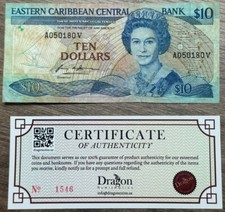 EASTERN CARIBBEAN CENTRAL BANK $10
A050180V
TEN
DOLLARS
A050180V
$10
$10
CERTIFICATE
OF AUTHENTICITY
This document serves as our 100% guarantee of product authenticity for our reserved
coins and banknotes. If you have any questions regarding the authenticity of the items
you receive, kindly notify us for a prompt and full refund.
Nº 1546
Dragon